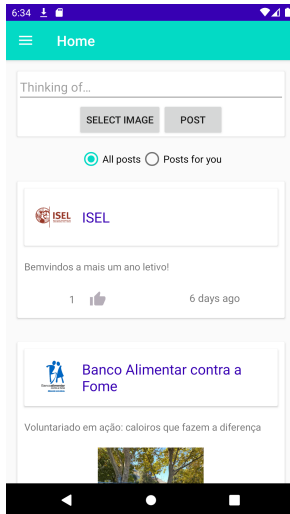 6:34
Home
Thinking of...
SELECT IMAGE POST
All posts Posts for you
ISEL ISEL
Bemvindos a mais um ano letivo!
1 6 days ago
Banco Alimentar contra a
Fome
Voluntariado em ação: caloiros que fazem a diferença